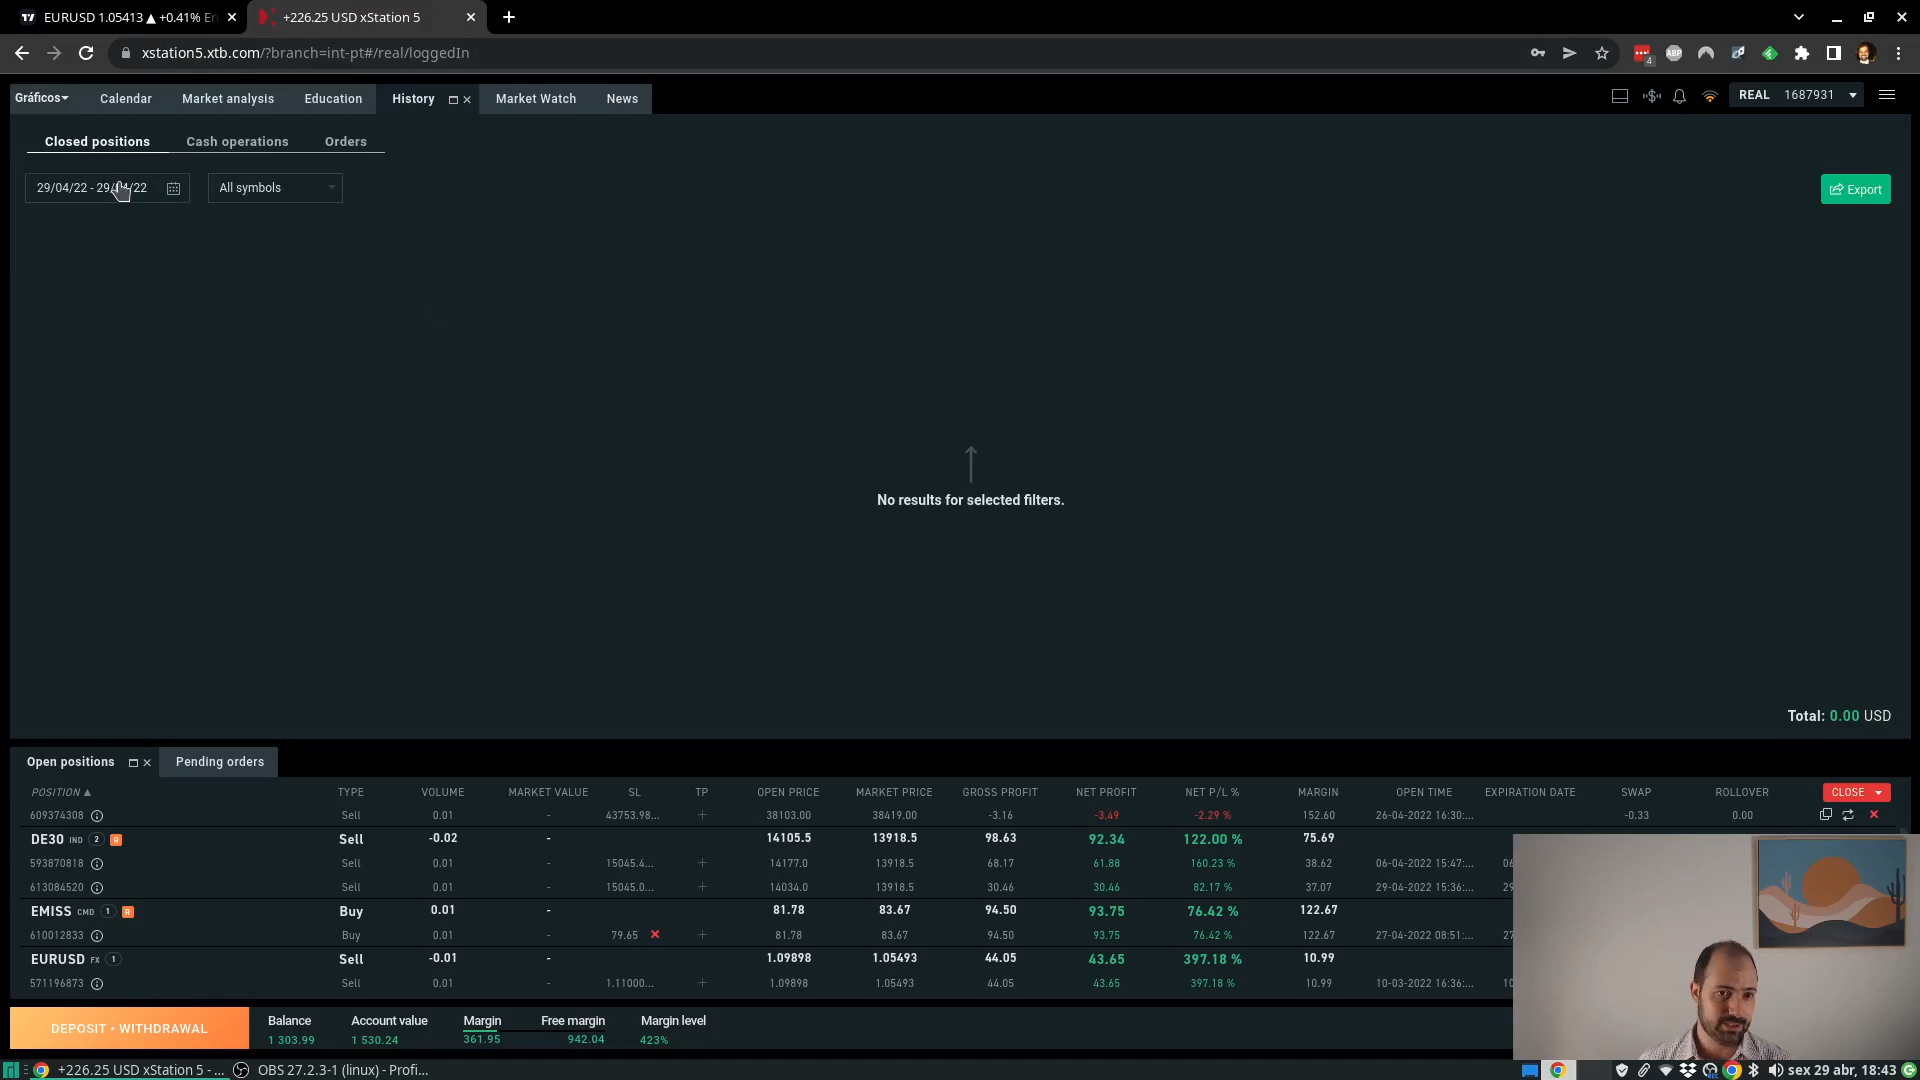 EURUSD 1.05413 ▲ +0.41% +226.25 USD xStation 5
xstation5.xtb.com/?branch=int-pt#/real/loggedIn
4
Gráficos Calendar Market analysis Education History Market Watch News REAL 1687931
Closed positions Cash operations Orders
29/04/22 - 29/04/22 All symbols Export
No results for selected filters.
Total: 0.00 USD
Open positions Pending orders
POSITION ▲ TYPE VOLUME MARKET VALUE SL TP OPEN PRICE MARKET PRICE GROSS PROFIT NET PROFIT NET P/L % MARGIN OPEN TIME EXPIRATION DATE SWAP ROLLOVER CLOSE
609374308 Sell 0.01 - 43753.98... 38103.00 38419.00 -3.16 -3.49 -2.29 % 152.60 26-04-2022 16:30:... -0.33 0.00
DE30 IND 2 R Sell -0.02 - 14105.5 13918.5 98.63 92.34 122.00 % 75.69
593870818 Sell 0.01 - 15045.4... 14177.0 13918.5 68.17 61.88 160.23 % 38.62 06-04-2022 15:47:...
613084520 Sell 0.01 - 15045.0... 14034.0 13918.5 30.46 30.46 82.17 % 37.07 29-04-2022 15:36:... 29
EMISS CMD 1 R Buy 0.01 - 81.78 83.67 94.50 93.75 76.42 % 122.67
610012833 Buy 0.01 - 79.65 81.78 83.67 94.50 93.75 76.42 % 122.67 27-04-2022 08:51:... 27
EURUSD FX 1 Sell -0.01 - 1.09898 1.05493 44.05 43.65 397.18 % 10.99
571196873 Sell 0.01 - 1.11000... 1.09898 1.05493 44.05 43.65 397.18 % 10.99 10-03-2022 16:36:... 10
DEPOSIT • WITHDRAWAL Balance Account value Margin Free margin Margin level
1 303.99 1 530.24 361.95 942.04 423%
+226.25 USD xStation 5 - ... OBS 27.2.3-1 (linux) - Profi... sex 29 abr, 18:43